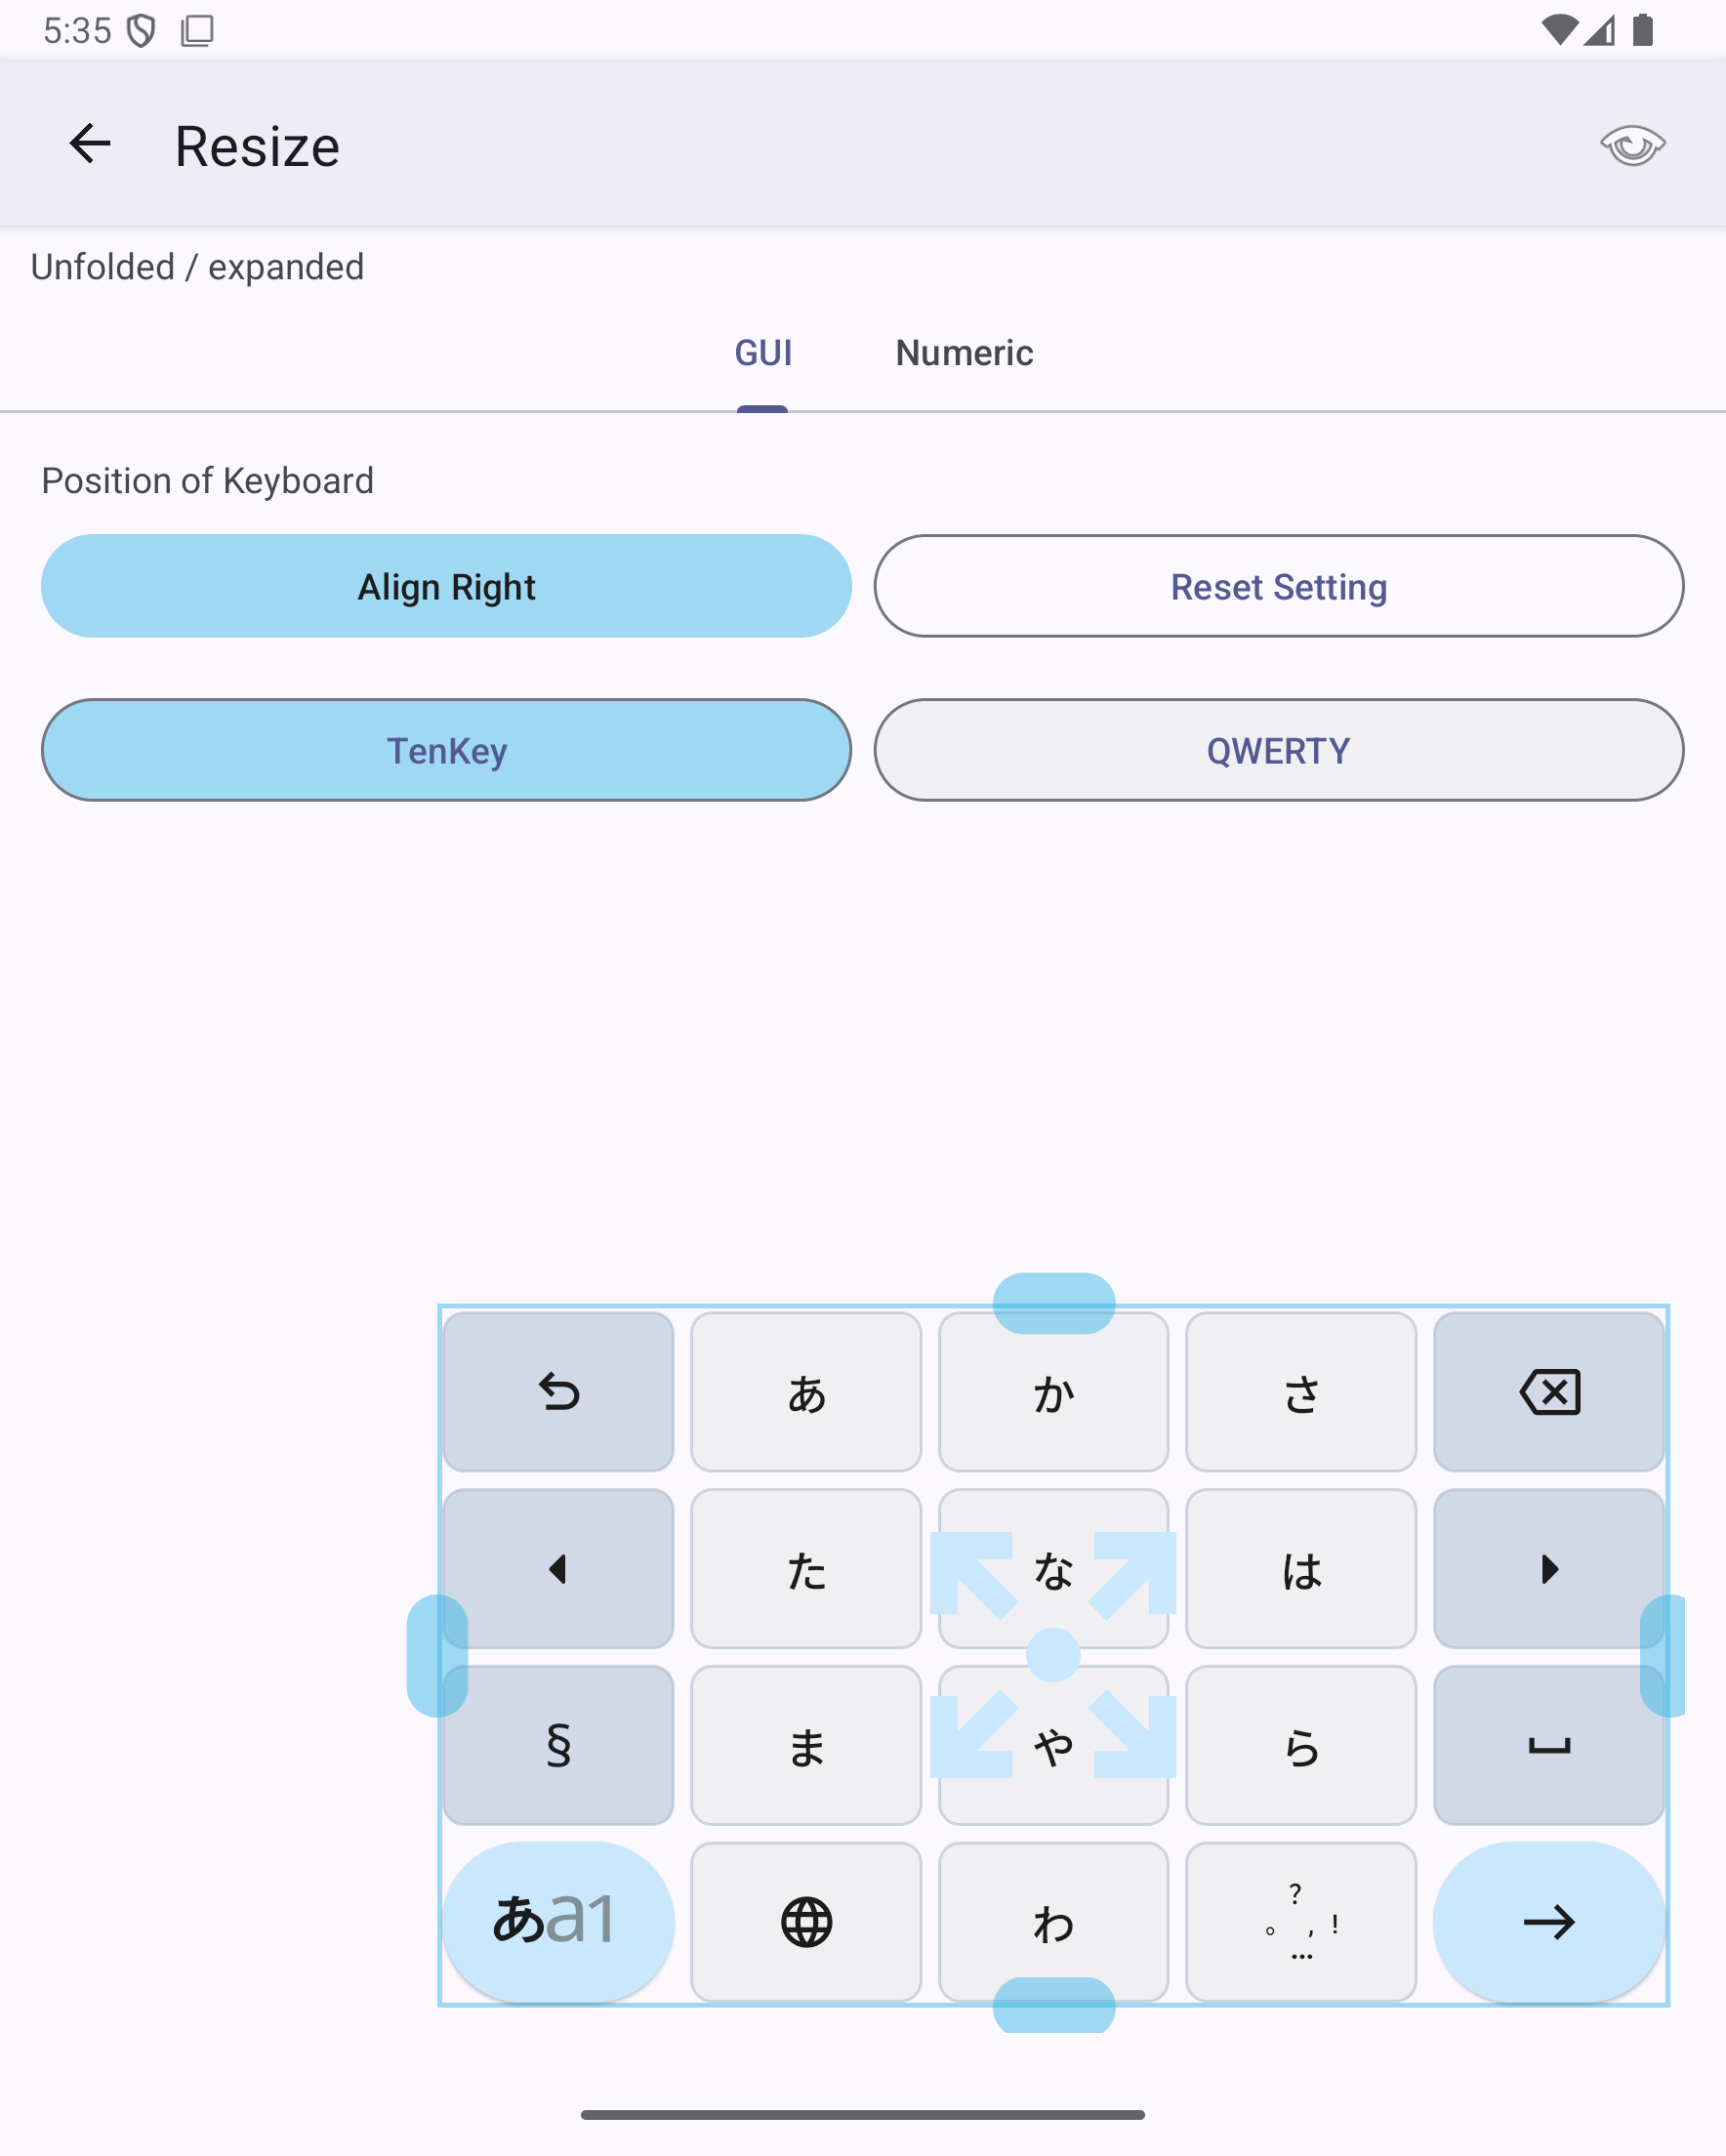 5:35
Resize
Unfolded / expanded
GUI Numeric
Position of Keyboard
Align Right Reset Setting
TenKey QWERTY
あ か さ
た な は
§ ま や ら
あa1 わ ? 。 , ! …